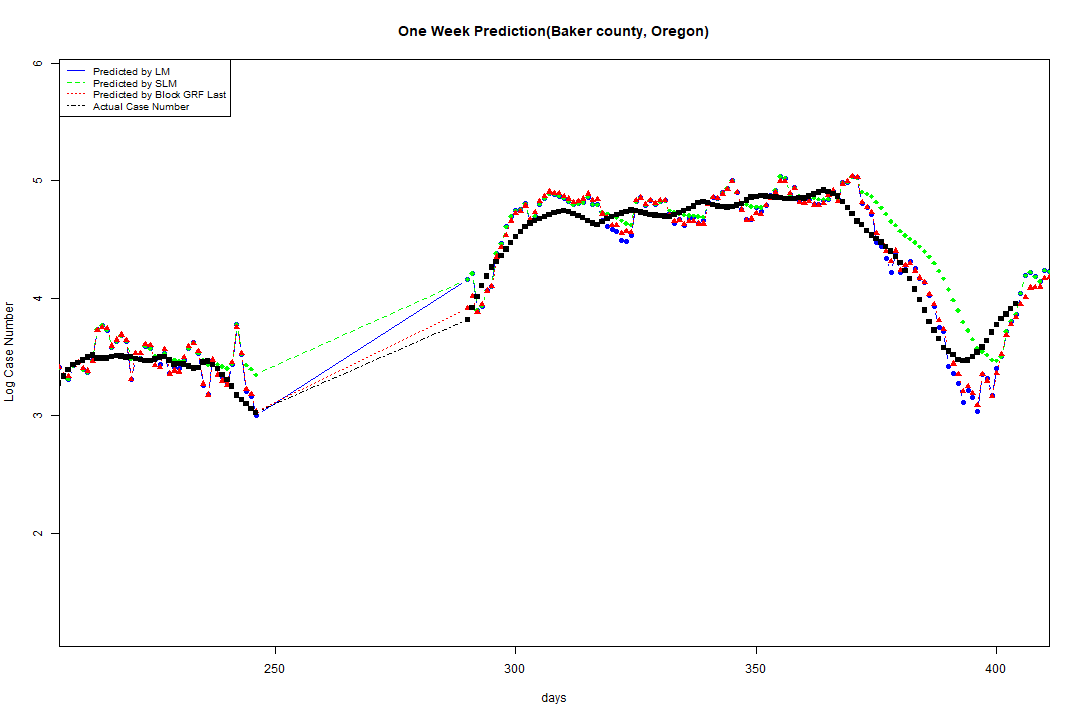 One Week Prediction(Baker county, Oregon)
Predicted by LM
Predicted by SLM
Predicted by Block GRF Last
Actual Case Number
6
5
4
3
2
Log Case Number
250 300 350 400
days